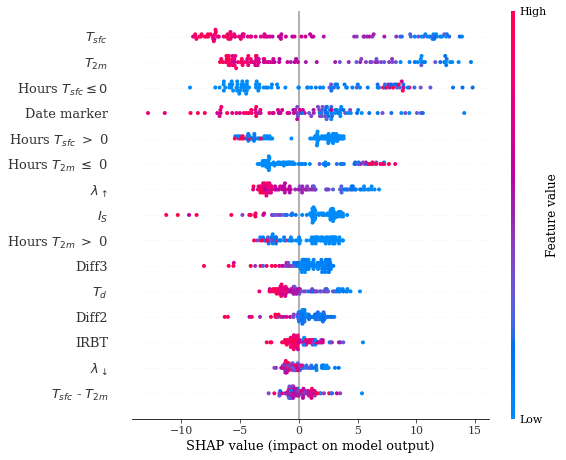 High
T_sfc
T_2m
Hours T_sfc ≤ 0
Date marker
Hours T_sfc > 0
Hours T_2m ≤ 0
λ↑
I_S
Hours T_2m > 0
Diff3
T_d
Diff2
IRBT
λ↓
T_sfc - T_2m
Feature value
Low
−10 −5 0 5 10 15
SHAP value (impact on model output)